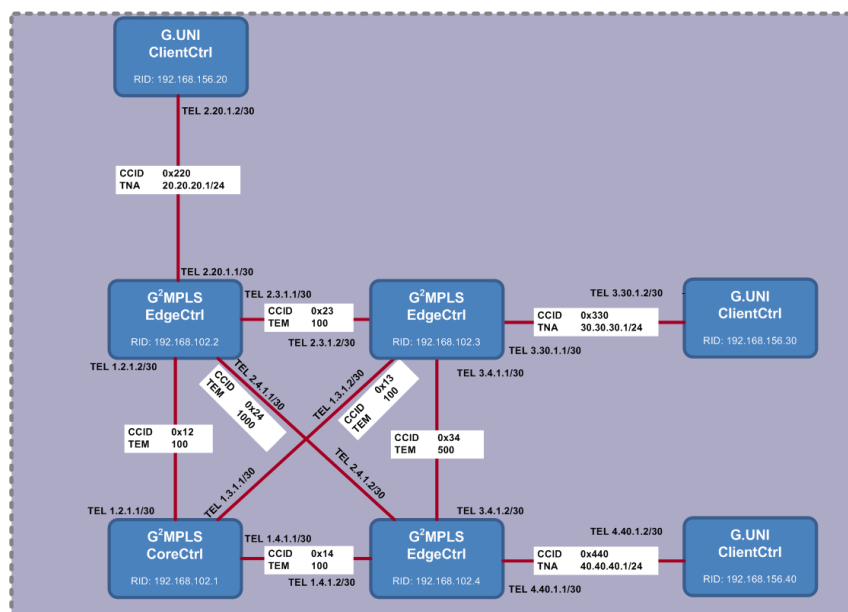 G.UNI
ClientCtrl
RID: 192.168.156.20
TEL 2.20.1.2/30
CCID 0x220
TNA 20.20.20.1/24
TEL 2.20.1.1/30
G²MPLS
EdgeCtrl
RID: 192.168.102.2
TEL 2.3.1.1/30
CCID 0x23
TEM 100
TEL 2.3.1.2/30
G²MPLS
EdgeCtrl
RID: 192.168.102.3
TEL 3.30.1.2/30
CCID 0x330
TNA 30.30.30.1/24
TEL 3.30.1.1/30
G.UNI
ClientCtrl
RID: 192.168.156.30
TEL 1.2.1.2/30
TEL 2.4.1.1/30
CCID 0x24
TEM 1000
TEL 1.3.1.2/30
CCID 0x13
TEM 100
TEL 3.4.1.1/30
CCID 0x12
TEM 100
CCID 0x34
TEM 500
TEL 1.3.1.1/30
TEL 2.4.1.2/30
TEL 1.2.1.1/30
G²MPLS
CoreCtrl
RID: 192.168.102.1
TEL 1.4.1.1/30
CCID 0x14
TEM 100
TEL 1.4.1.2/30
TEL 3.4.1.2/30
G²MPLS
EdgeCtrl
RID: 192.168.102.4
TEL 4.40.1.2/30
CCID 0x440
TNA 40.40.40.1/24
TEL 4.40.1.1/30
G.UNI
ClientCtrl
RID: 192.168.156.40